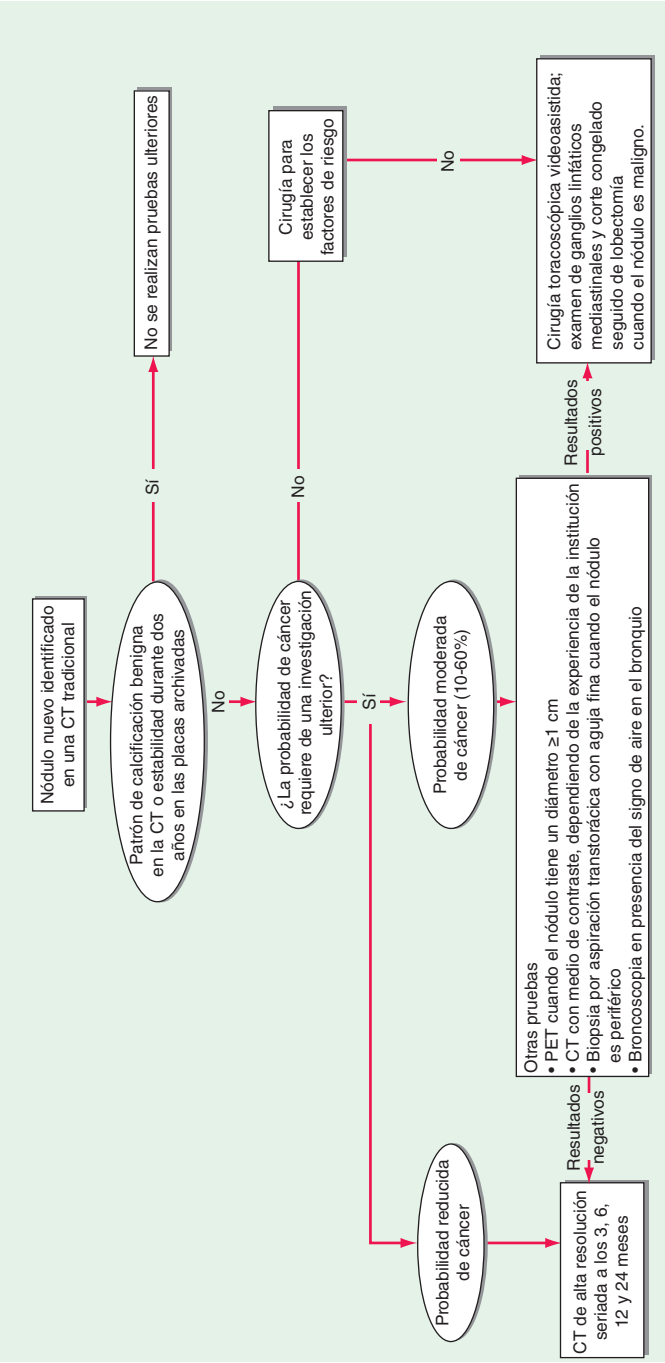 Nódulo nuevo identificado
en una CT tradicional
Patrón de calcificación benigna
en la CT o estabilidad durante dos
años en las placas archivadas
Sí
No se realizan pruebas ulteriores
No
¿La probabilidad de cáncer
requiere de una investigación
ulterior?
No
Cirugía para
establecer los
factores de riesgo
Sí
No
Probabilidad reducida
de cáncer
Probabilidad moderada
de cáncer (10-60%)
CT de alta resolución
seriada a los 3, 6,
12 y 24 meses
Resultados
negativos
Otras pruebas
• PET cuando el nódulo tiene un diámetro ≥1 cm
• CT con medio de contraste, dependiendo de la experiencia de la institución
• Biopsia por aspiración transtorácica con aguja fina cuando el nódulo
es periférico
• Broncoscopia en presencia del signo de aire en el bronquio
Resultados
positivos
Cirugía toracoscópica videoasistida;
examen de ganglios linfáticos
mediastinales y corte congelado
seguido de lobectomía
cuando el nódulo es maligno.